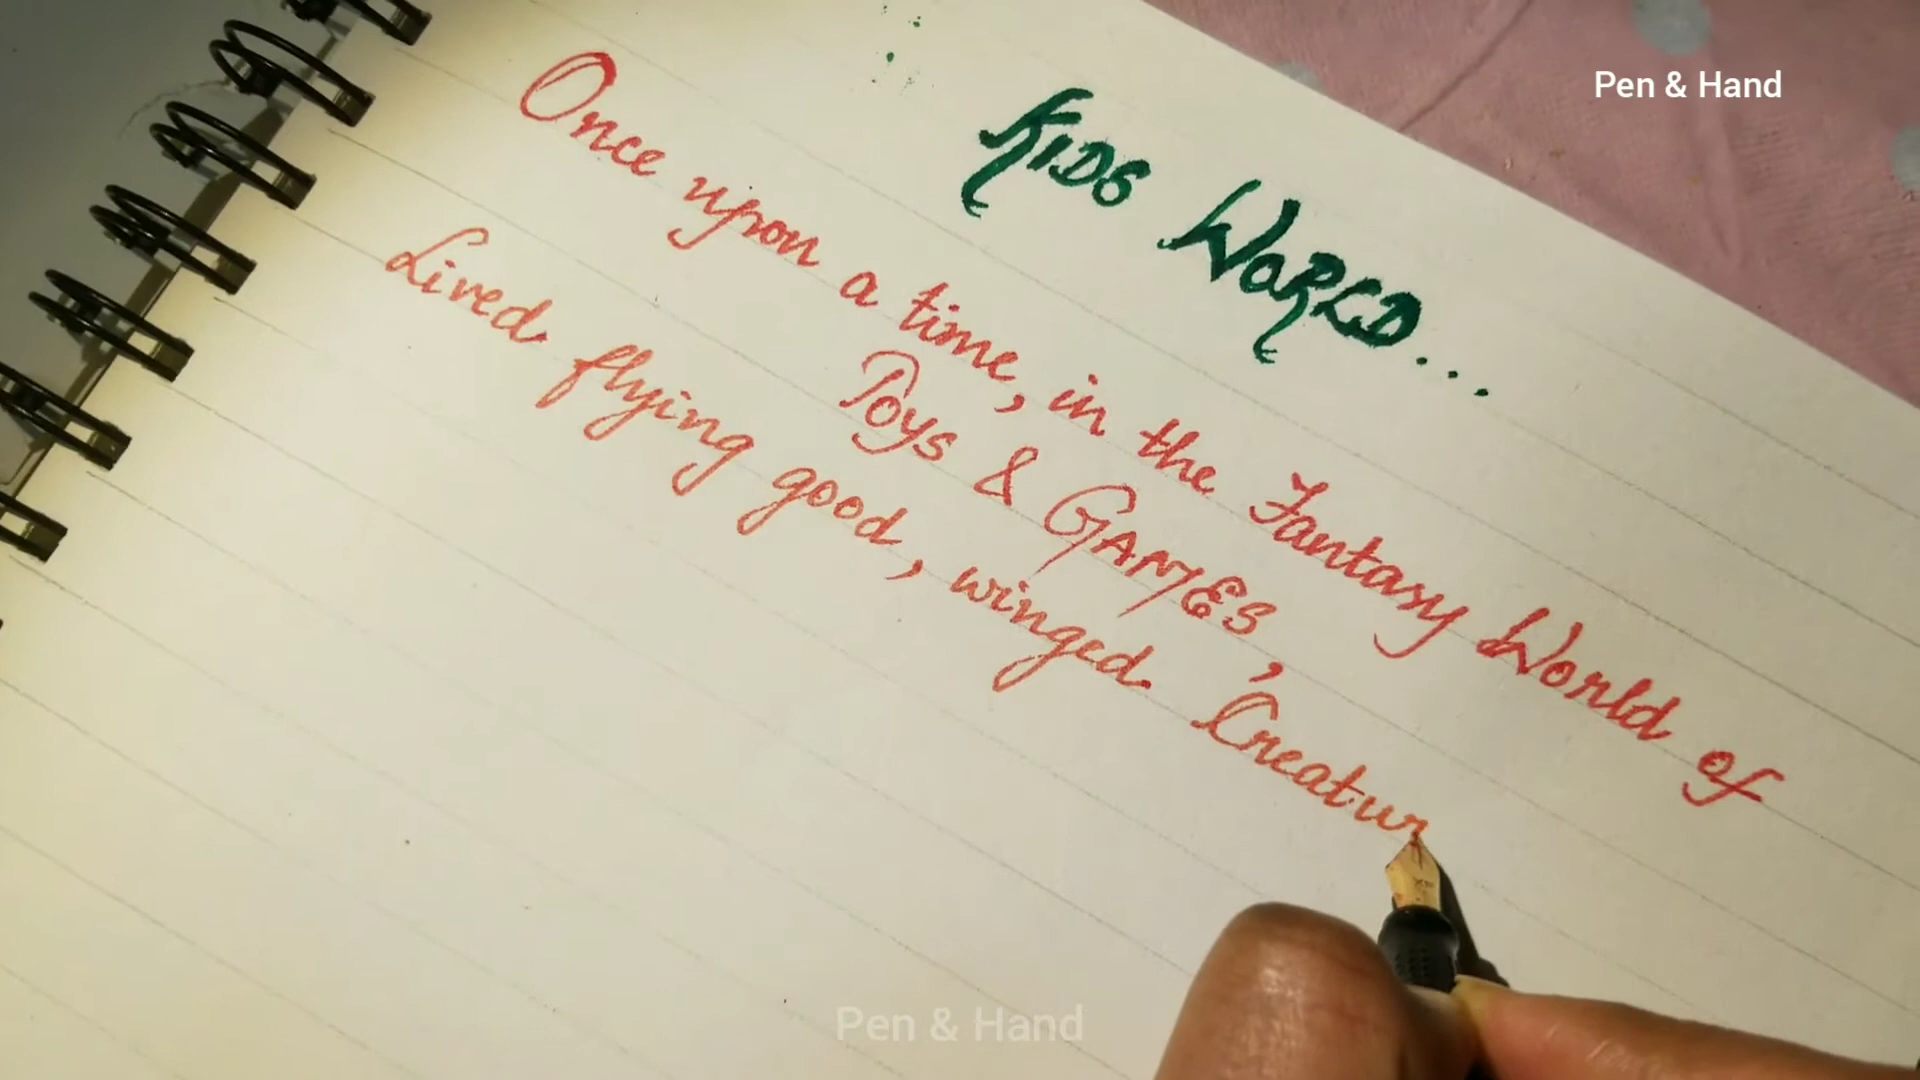 Pen & Hand
KIDS WORLD...
Once upon a time, in the Fantasy World of
Toys & GAMES,
Lived flying good, winged Creatur
Pen & Hand